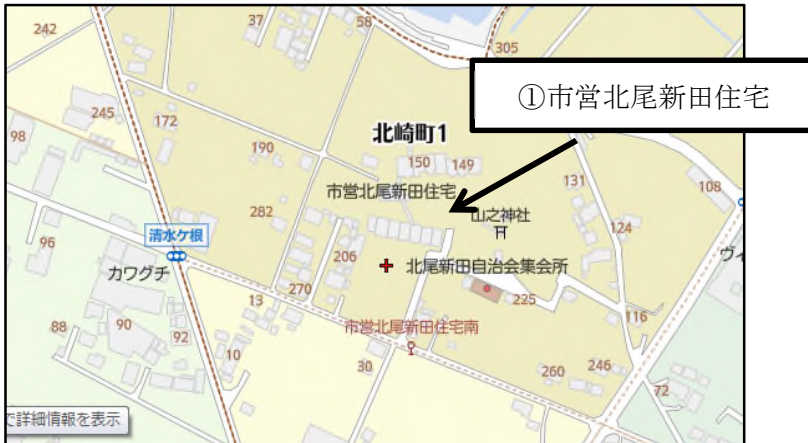 242
37
58
305
①市営北尾新田住宅
245
172
98
北崎町1
190
150
149
131
108
市営北尾新田住宅
282
山之神社
124
清水ケ根
96
206
北尾新田自治会集会所
ヴィ
カワグチ
270
225
13
116
市営北尾新田住宅南
88
90
92
10
30
260
246
72
で詳細情報を表示